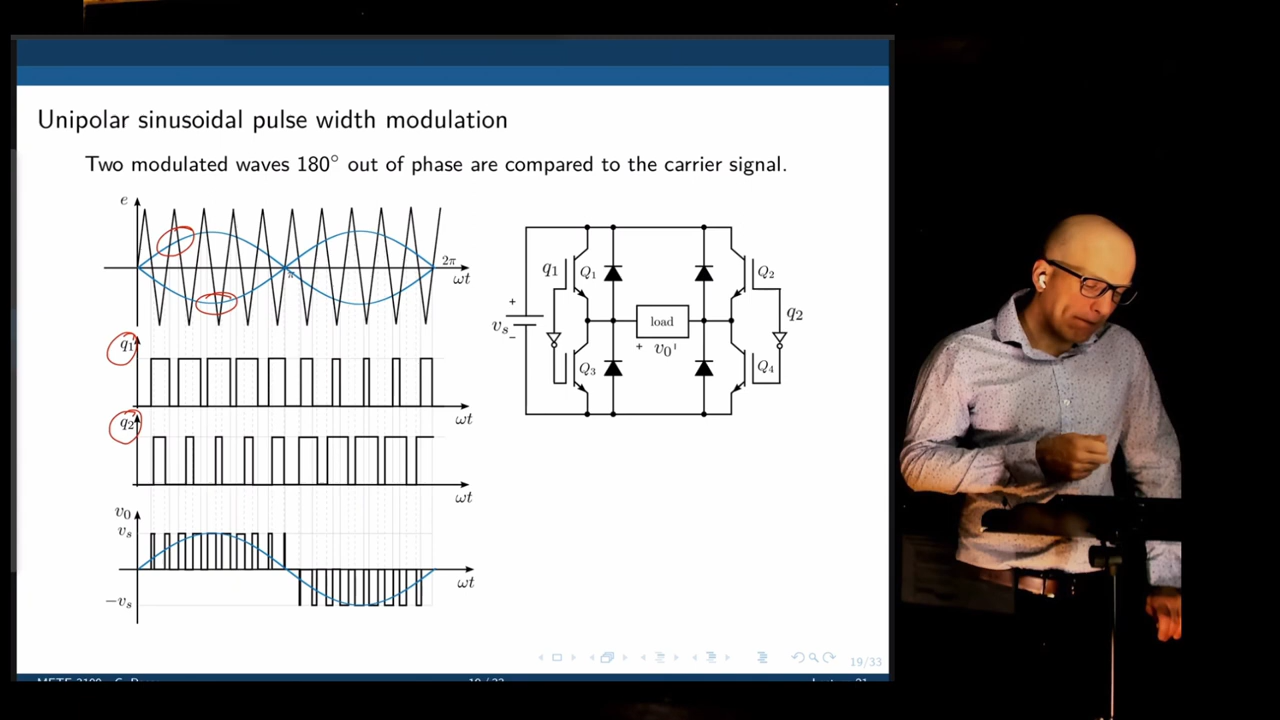 Unipolar sinusoidal pulse width modulation
Two modulated waves 180° out of phase are compared to the carrier signal.
e
2π
π
ωt
q₁
ωt
q₂
ωt
v₀
vₛ
ωt
−vₛ
q₁
Q₁
Q₂
+
vₛ
−
load
+ v₀
q₂
Q₃
Q₄
19/33